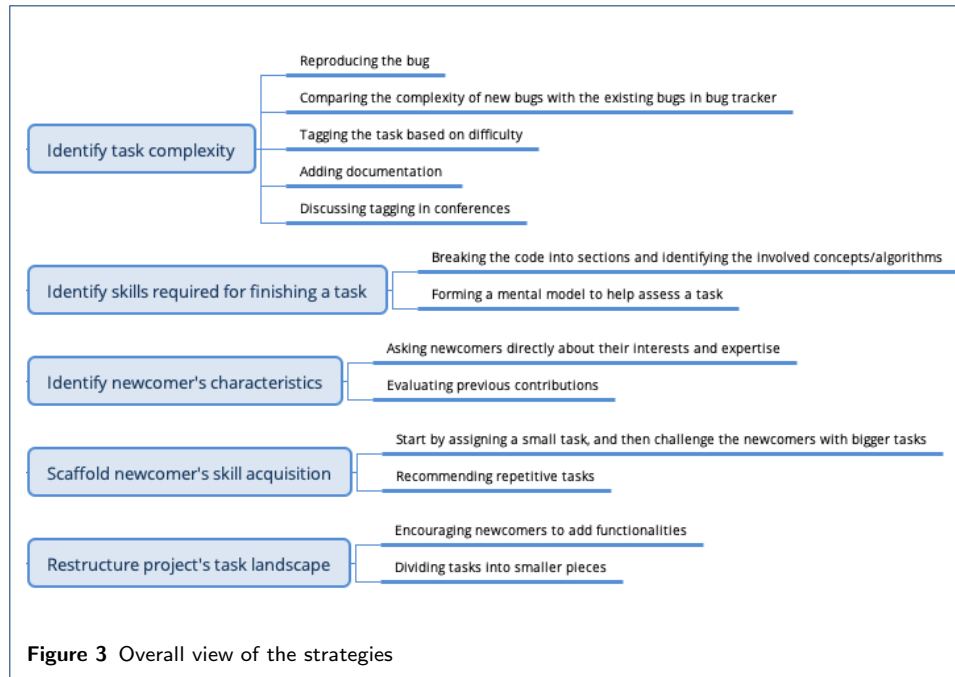 Reproducing the bug
Comparing the complexity of new bugs with the existing bugs in bug tracker
Identify task complexity
Tagging the task based on difficulty
Adding documentation
Discussing tagging in conferences
Breaking the code into sections and identifying the involved concepts/algorithms
Identify skills required for finishing a task
Forming a mental model to help assess a task
Asking newcomers directly about their interests and expertise
Identify newcomer's characteristics
Evaluating previous contributions
Start by assigning a small task, and then challenge the newcomers with bigger tasks
Scaffold newcomer's skill acquisition
Recommending repetitive tasks
Encouraging newcomers to add functionalities
Restructure project's task landscape
Dividing tasks into smaller pieces
Figure 3 Overall view of the strategies